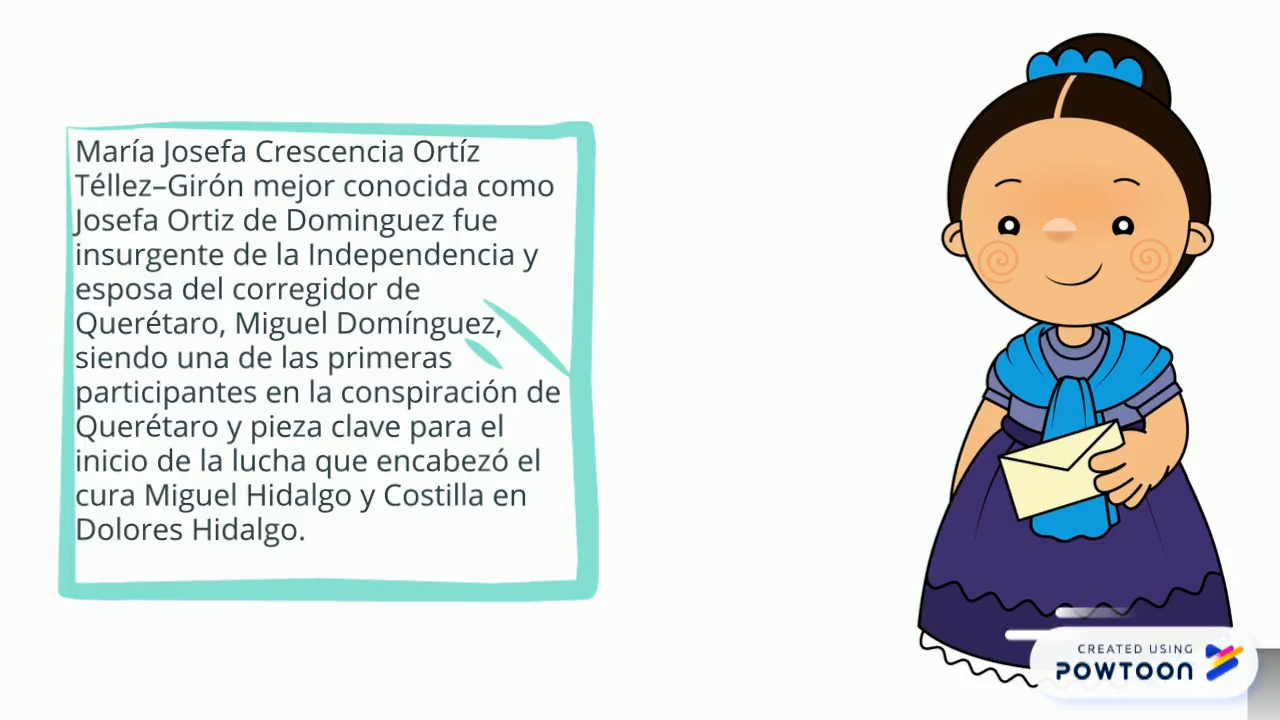 María Josefa Crescencia Ortíz
Téllez–Girón mejor conocida como
Josefa Ortiz de Dominguez fue
insurgente de la Independencia y
esposa del corregidor de
Querétaro, Miguel Domínguez,
siendo una de las primeras
participantes en la conspiración de
Querétaro y pieza clave para el
inicio de la lucha que encabezó el
cura Miguel Hidalgo y Costilla en
Dolores Hidalgo.
CREATED USING
POWTOON